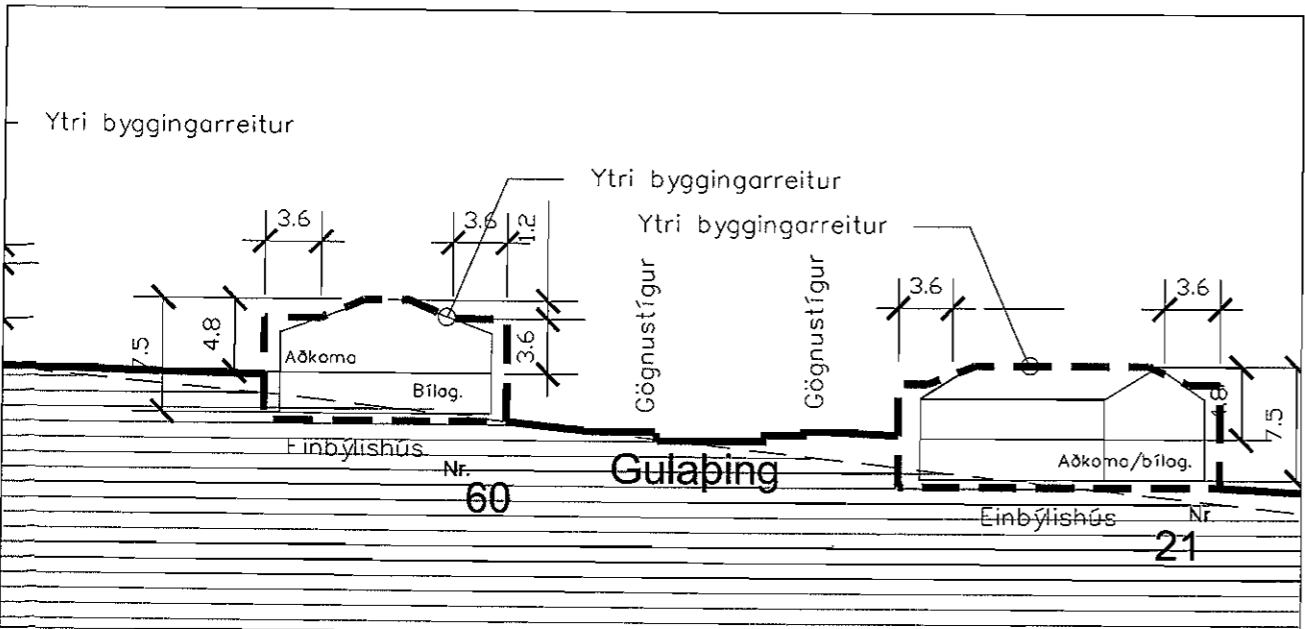 Ytri byggingarreitur
Ytri byggingarreitur
Ytri byggingarreitur
3.6
3.6
1.2
Gögnustígur
Gögnustígur
3.6
3.6
7.5
4.8
3.6
Aðkoma
Bílag.
4.8
7.5
Einbýlishús
Nr.
60
Gulaþing
Aðkoma/bílag.
Einbýlishús
Nr.
21